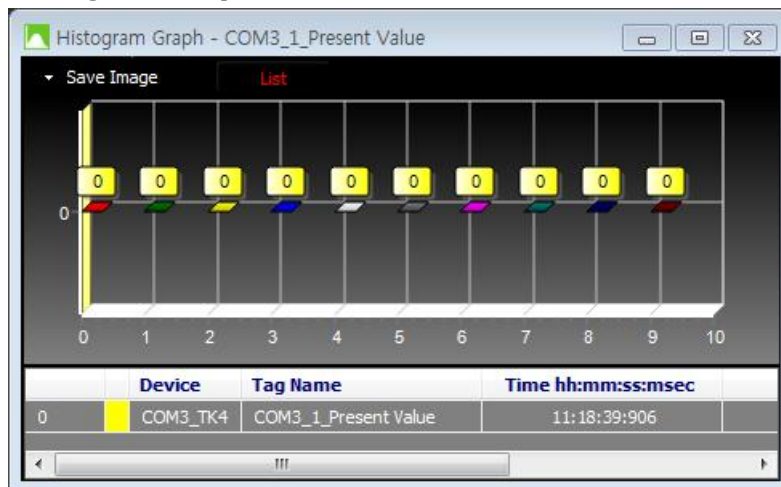 Histogram Graph - COM3_1_Present Value
Save Image List
0 0 0 0 0 0 0 0 0 0
0
0 1 2 3 4 5 6 7 8 9 10
Device Tag Name Time hh:mm:ss:msec
0 COM3_TK4 COM3_1_Present Value 11:18:39:906